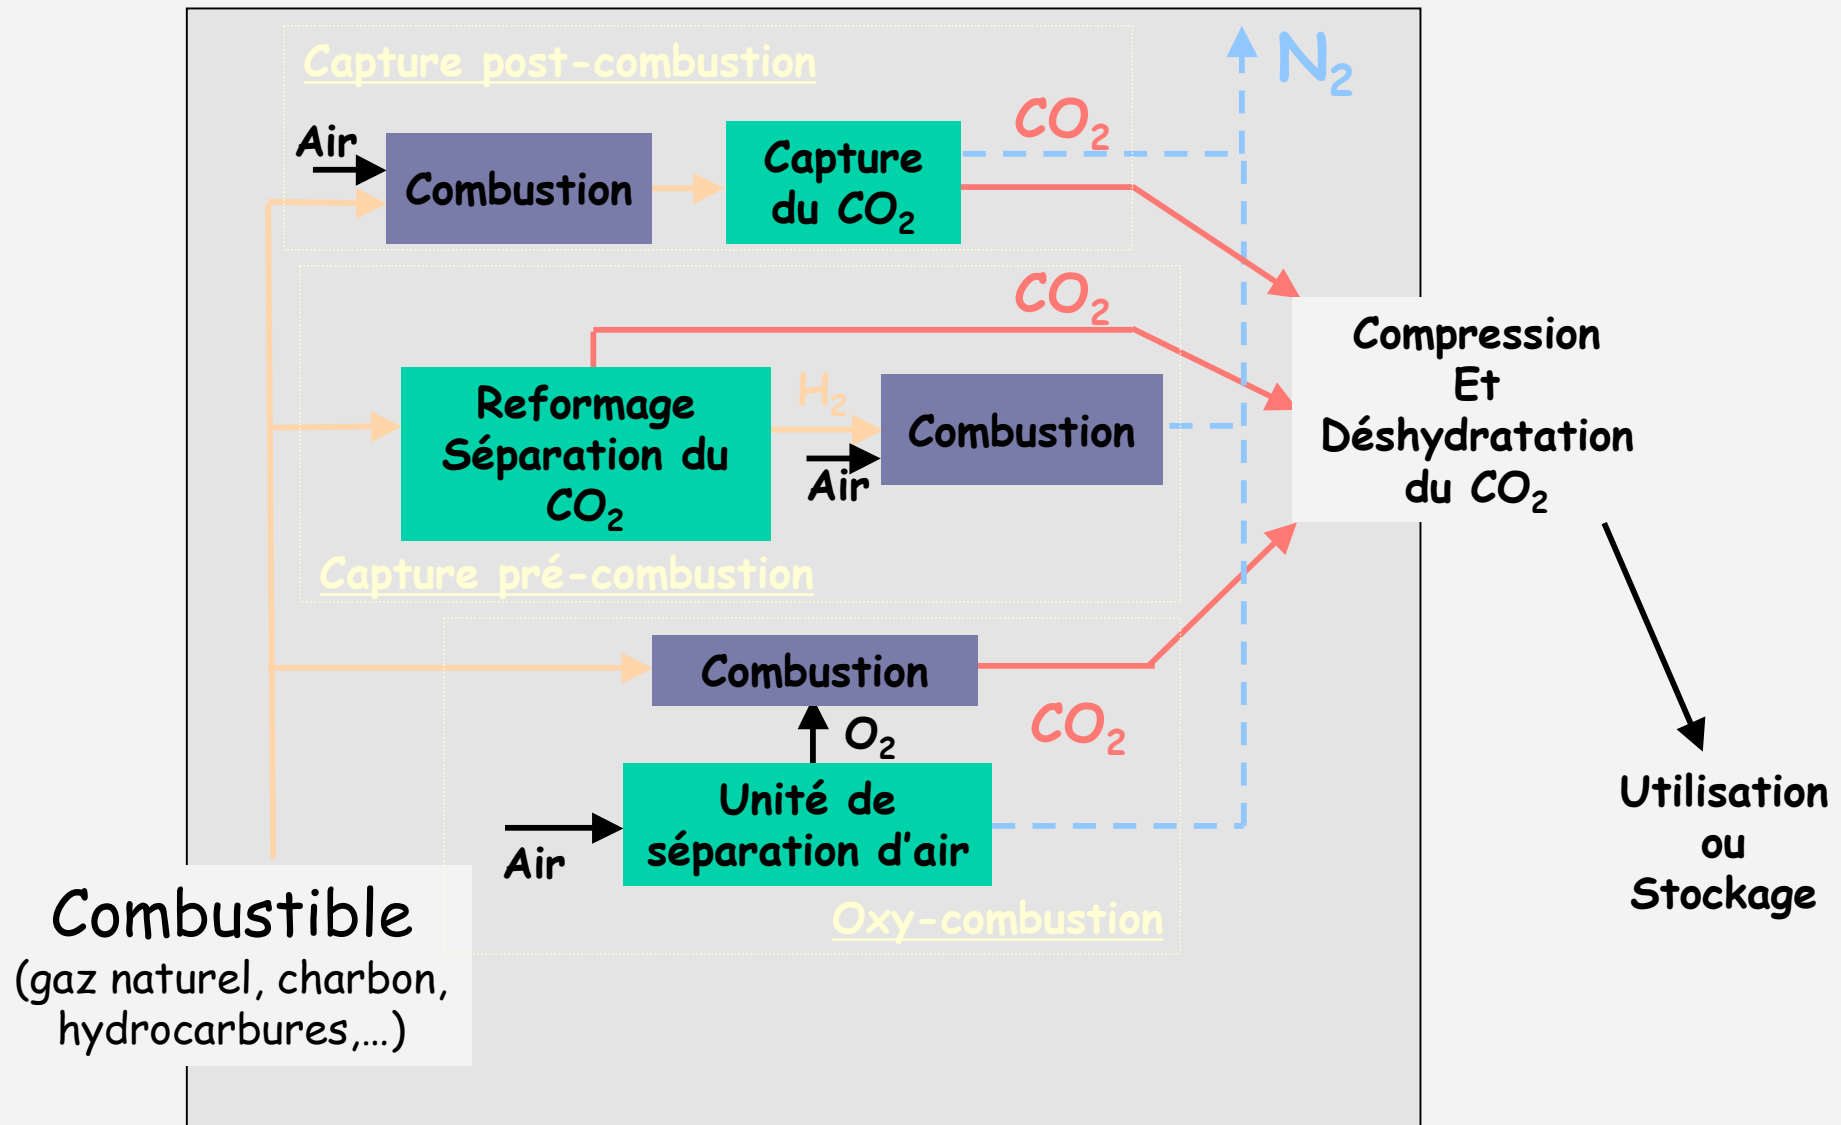 Capture post-combustion
N2
CO2
Air
Combustion
Capture
du CO2
CO2
Reformage
Séparation du
CO2
H2
Air
Combustion
Compression
Et
Déshydratation
du CO2
Capture pré-combustion
Combustion
CO2
O2
Unité de
séparation d'air
Air
Oxy-combustion
Utilisation
ou
Stockage
Combustible
(gaz naturel, charbon,
hydrocarbures,...)